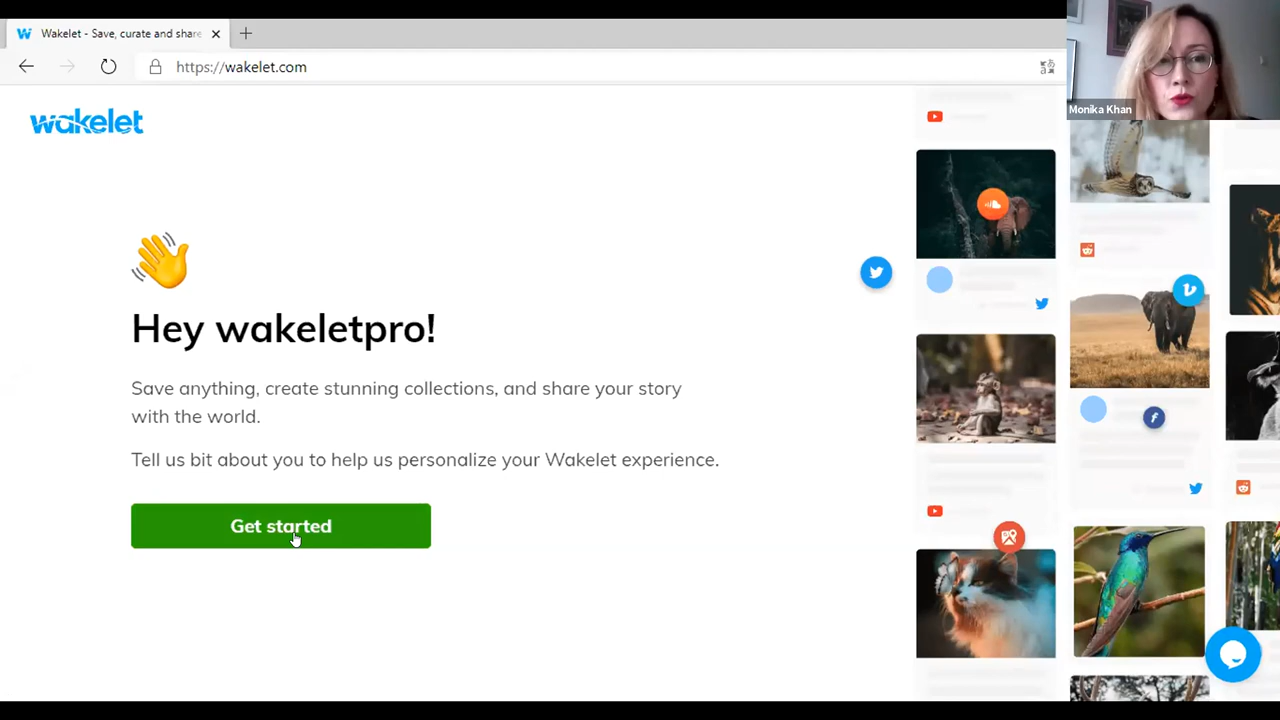 Wakelet - Save, curate and share
https://wakelet.com
Monika Khan
wakelet
Hey wakeletpro!
Save anything, create stunning collections, and share your story
with the world.
Tell us bit about you to help us personalize your Wakelet experience.
Get started